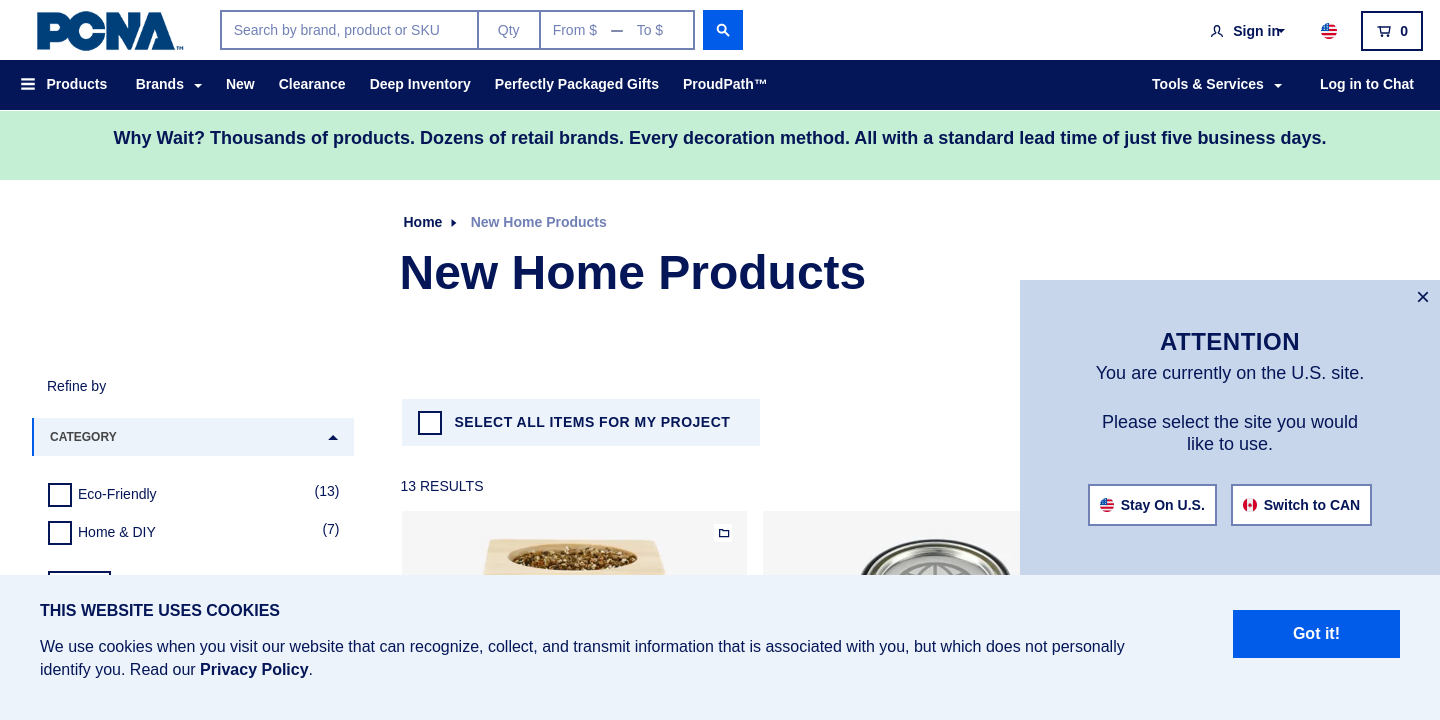 PCNA™
Search by brand, product or SKU
Qty
From $ — To $
Sign in
0
Products
Brands
New
Clearance
Deep Inventory
Perfectly Packaged Gifts
ProudPath™
Tools & Services
Log in to Chat
Why Wait? Thousands of products. Dozens of retail brands. Every decoration method. All with a standard lead time of just five business days.
Home
New Home Products
New Home Products
ATTENTION
You are currently on the U.S. site.
Please select the site you would
like to use.
Stay On U.S.
Switch to CAN
Refine by
CATEGORY
Eco-Friendly (13)
Home & DIY (7)
SELECT ALL ITEMS FOR MY PROJECT
13 RESULTS
THIS WEBSITE USES COOKIES
We use cookies when you visit our website that can recognize, collect, and transmit information that is associated with you, but which does not personally
identify you. Read our Privacy Policy.
Got it!